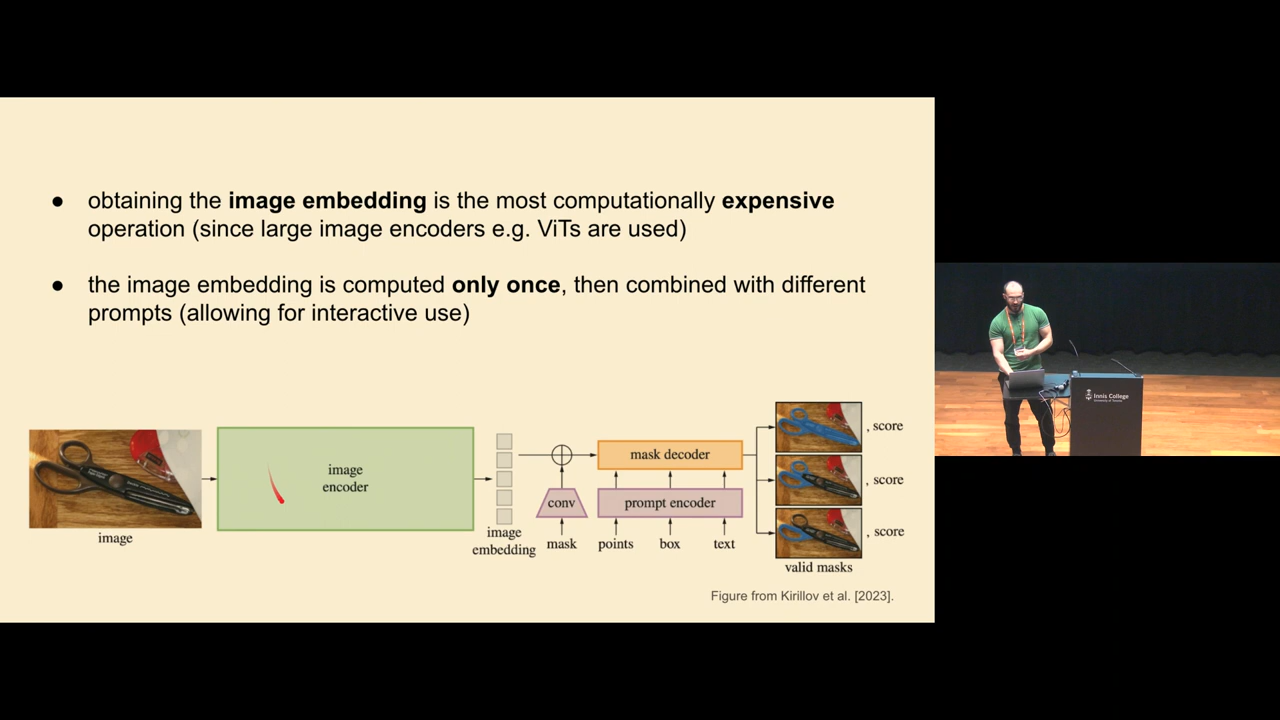 ● obtaining the image embedding is the most computationally expensive
operation (since large image encoders e.g. ViTs are used)
● the image embedding is computed only once, then combined with different
prompts (allowing for interactive use)
image
image
encoder
image
embedding
conv
mask
mask decoder
prompt encoder
points
box
text
, score
, score
, score
valid masks
Figure from Kirillov et al. [2023].
Innis College
University of Toronto